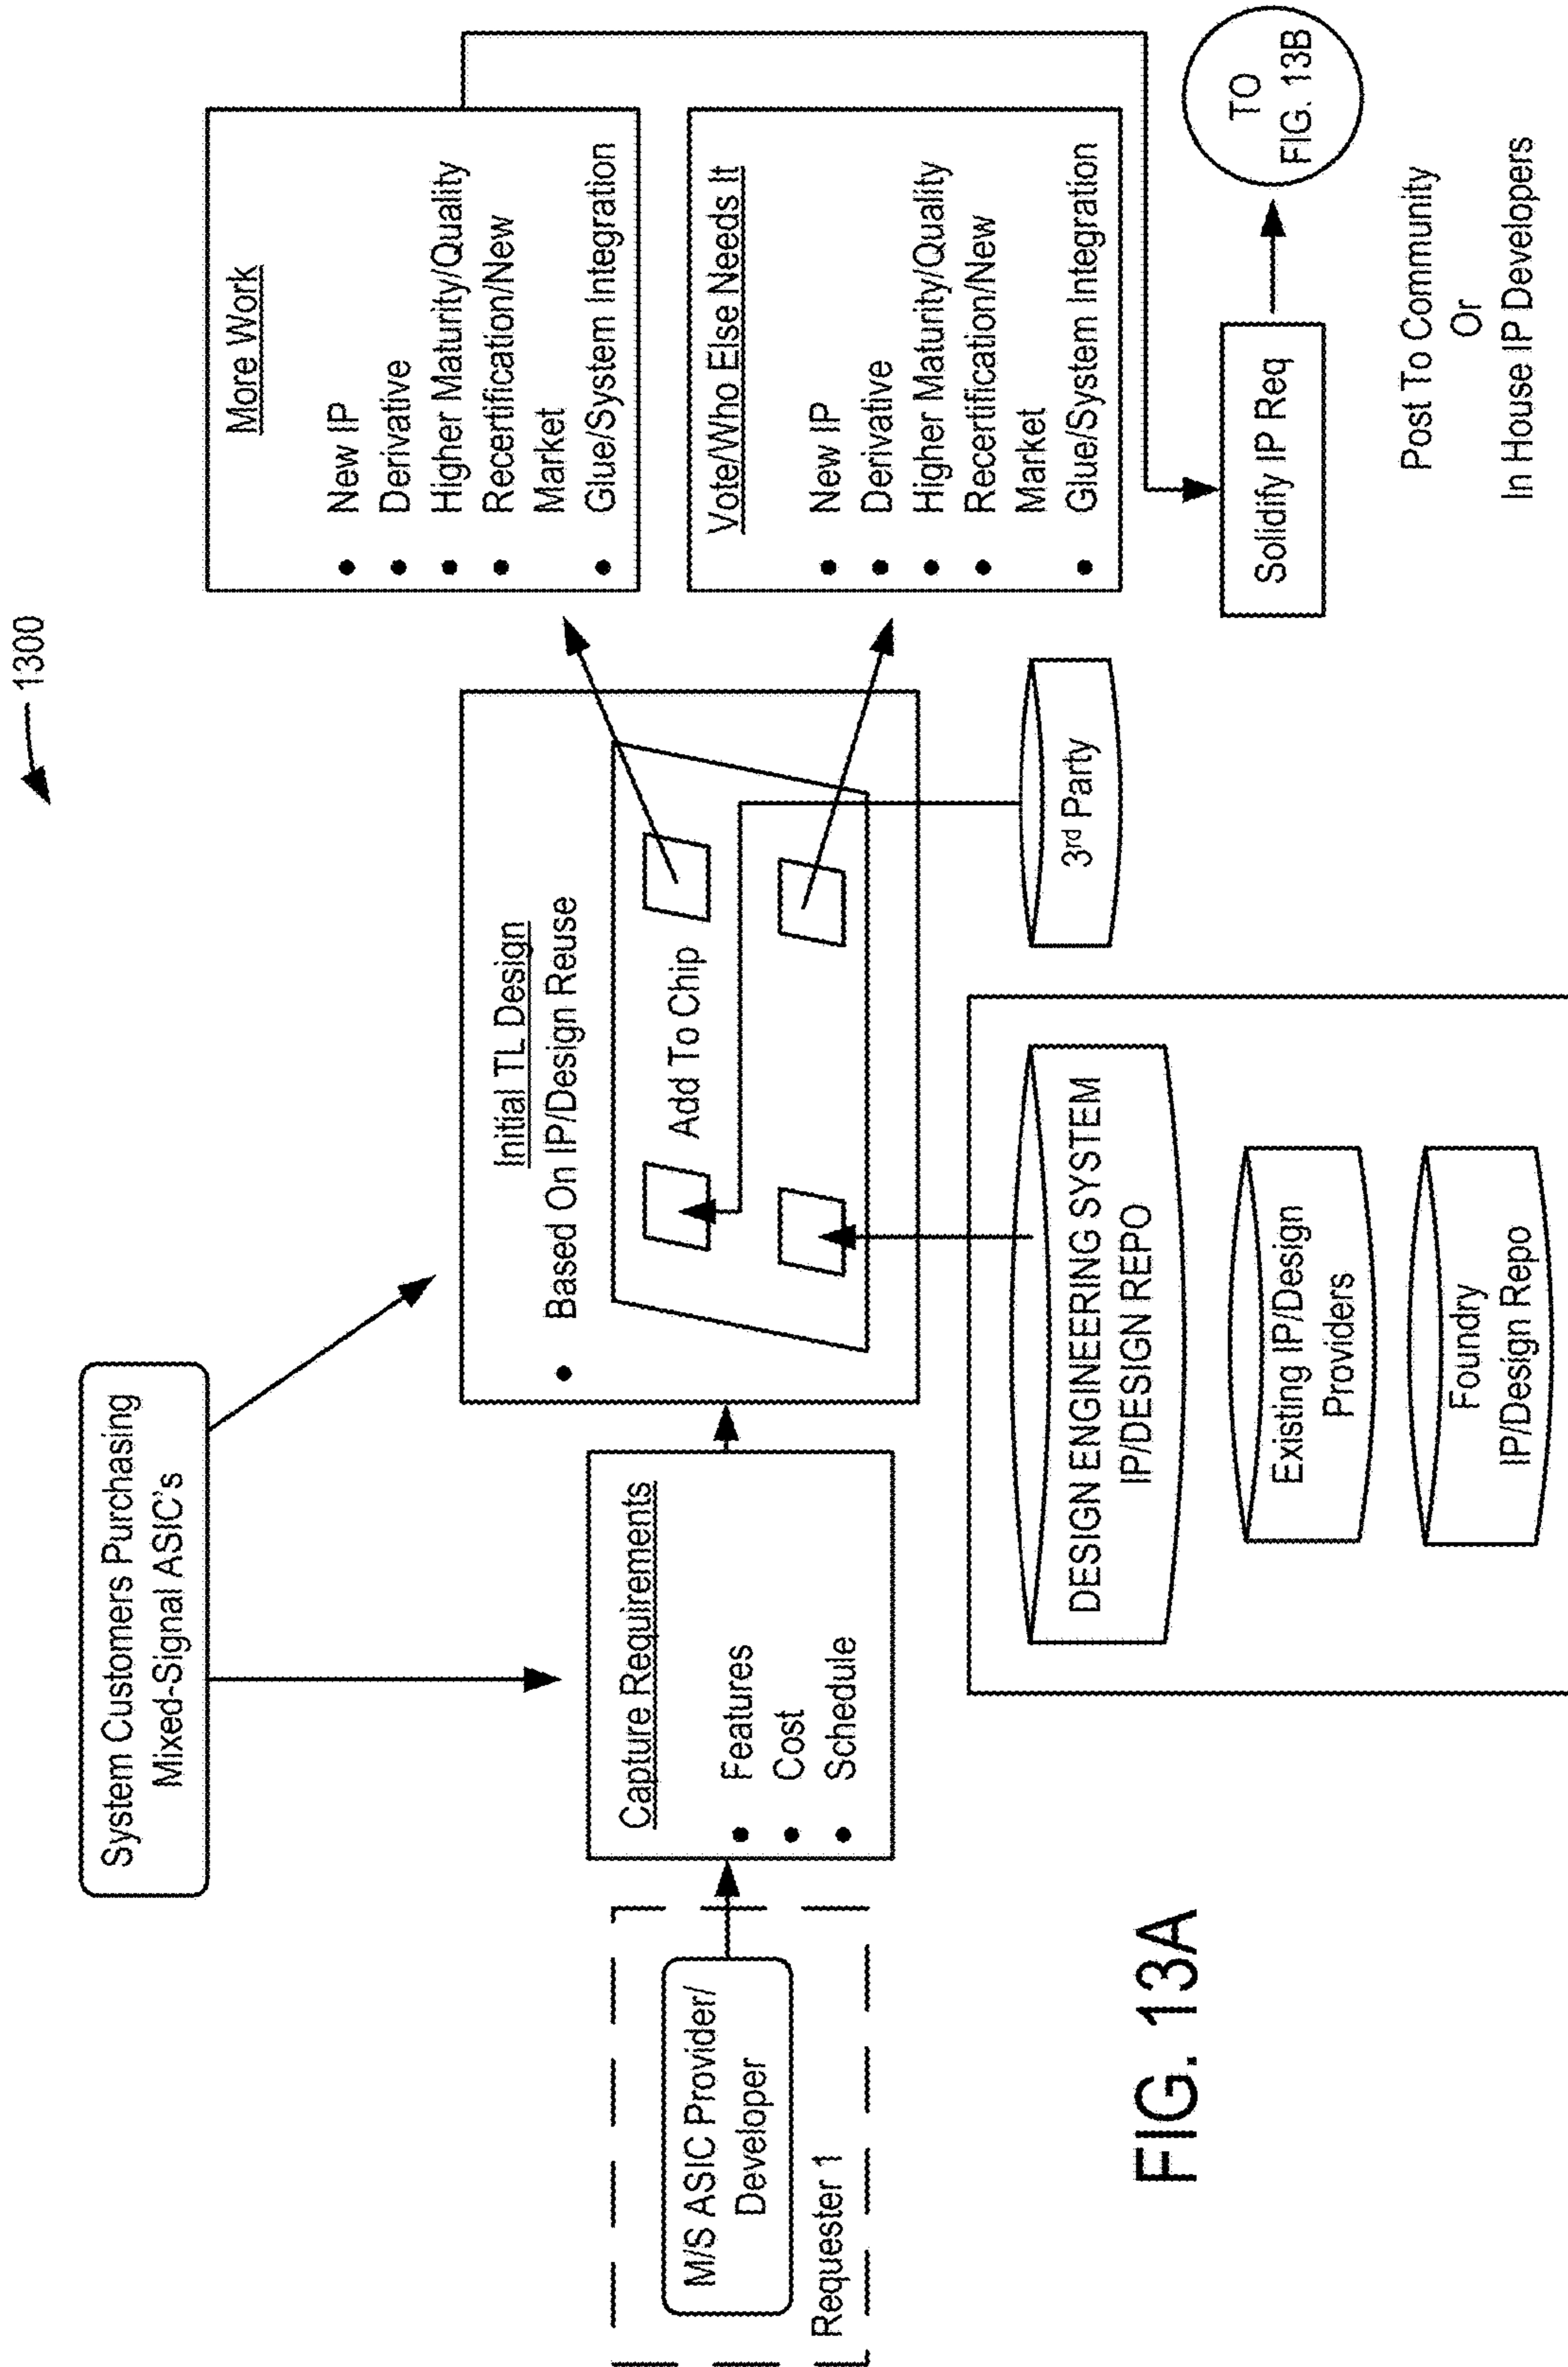 1300
System Customers Purchasing
Mixed-Signal ASIC's
M/S ASIC Provider/
Developer
Requester 1
Capture Requirements
• Features
• Cost
• Schedule
Initial TL Design
• Based On IP/Design Reuse
Add To Chip
More Work
• New IP
• Derivative
• Higher Maturity/Quality
• Recertification/New
Market
• Glue/System Integration
Vote/Who Else Needs It
• New IP
• Derivative
• Higher Maturity/Quality
• Recertification/New
Market
• Glue/System Integration
DESIGN ENGINEERING SYSTEM
IP/DESIGN REPO
Existing IP/Design
Providers
Foundry
IP/Design Repo
3rd Party
Solidify IP Req
TO
FIG. 13B
Post To Community
Or
In House IP Developers
FIG. 13A